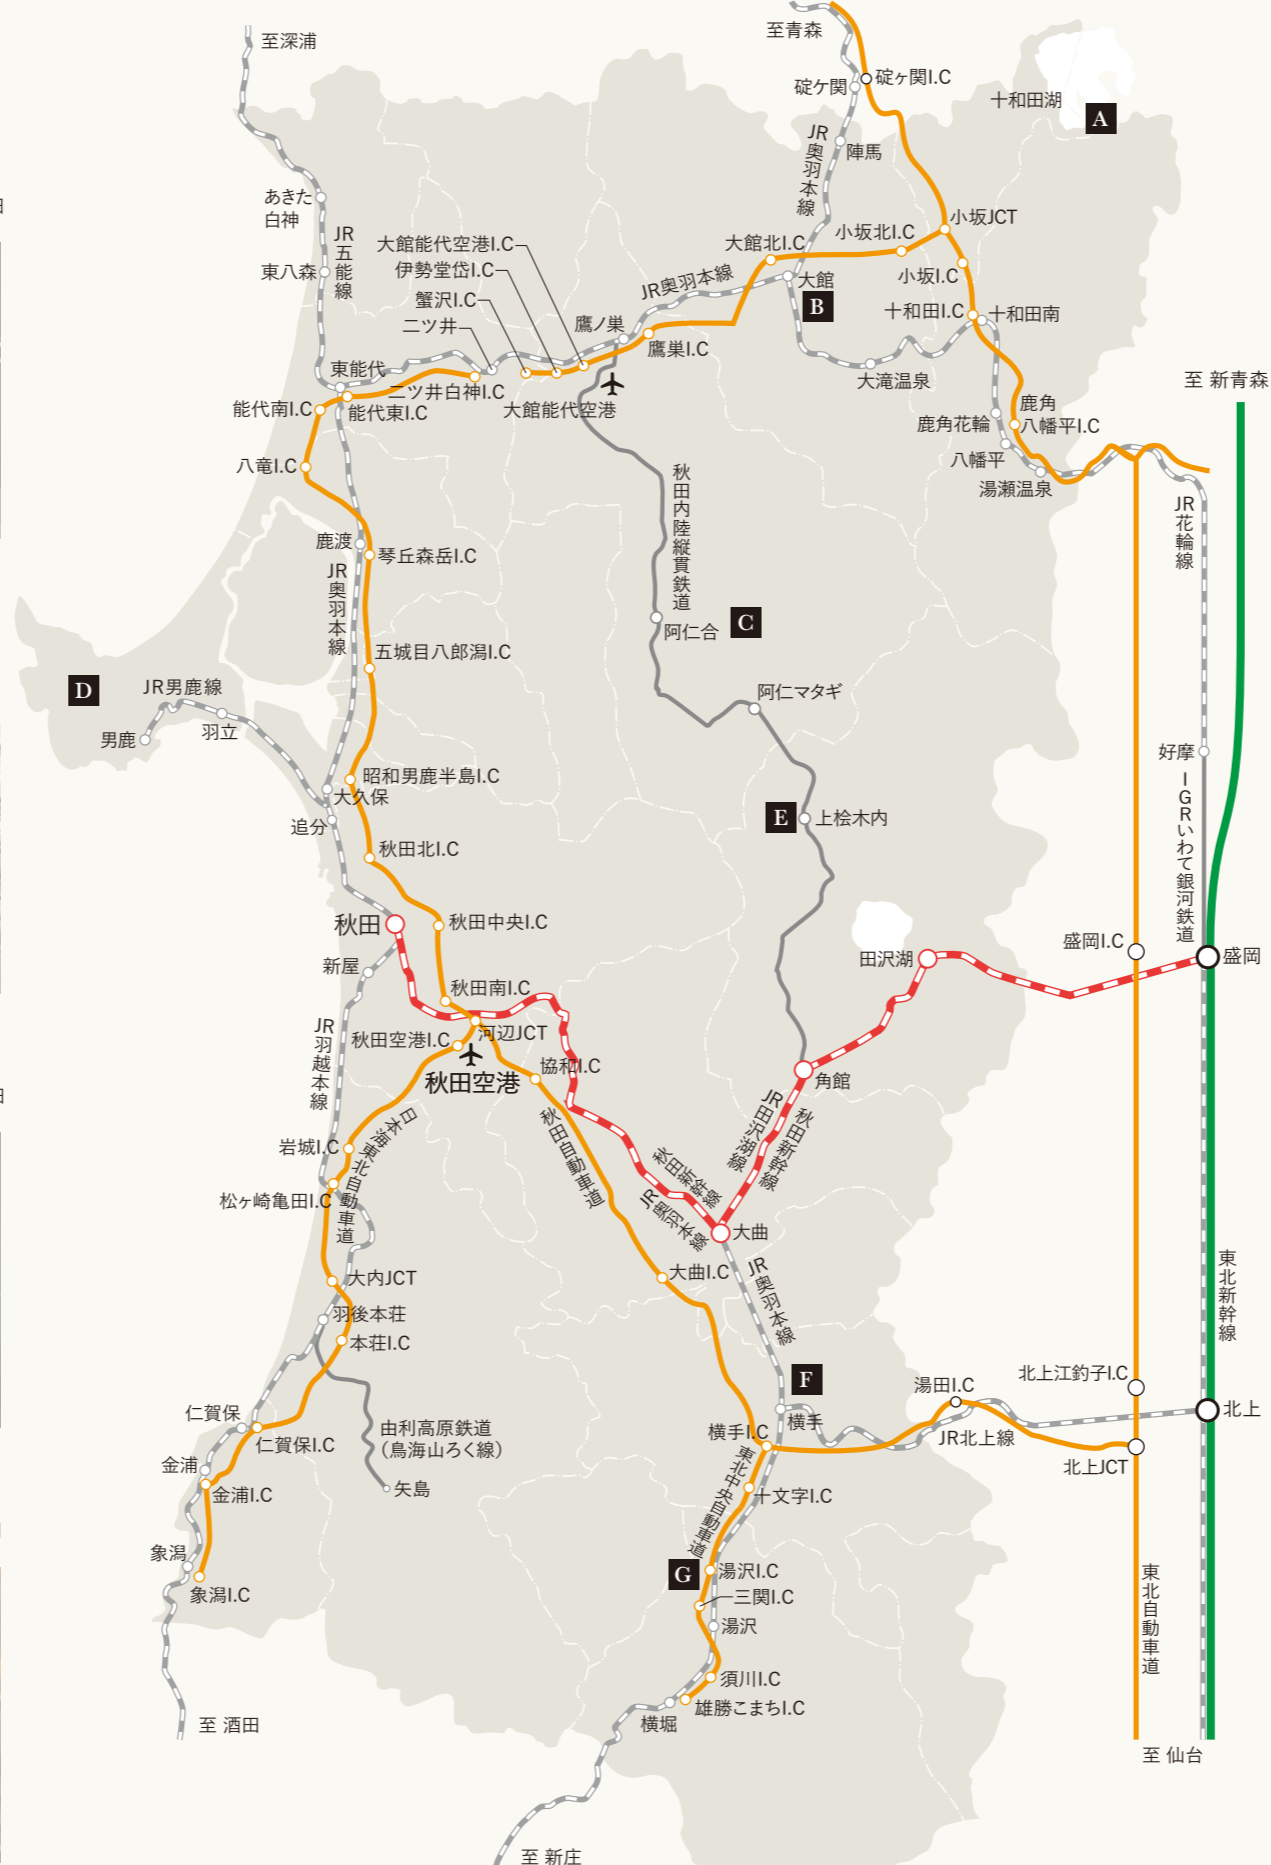 至青森
至深浦
碇ヶ関I.C
碇ケ関
十和田湖
A
陣馬
JR奥羽本線
あきた
白神
小坂JCT
小坂北I.C
大館北I.C
大館能代空港I.C
JR五能線
伊勢堂岱I.C
東八森
小坂I.C
JR奥羽本線
大館
B
蟹沢I.C
十和田I.C
十和田南
二ツ井
鷹ノ巣
鷹巣I.C
東能代
大滝温泉
至 新青森
二ツ井白神I.C
能代南I.C
能代東I.C
大館能代空港
鹿角
八幡平I.C
鹿角花輪
八幡平
八竜I.C
湯瀬温泉
秋田内陸縦貫鉄道
JR花輪線
鹿渡
琴丘森岳I.C
JR奥羽本線
阿仁合
C
五城目八郎潟I.C
D
JR男鹿線
阿仁マタギ
羽立
男鹿
好摩
昭和男鹿半島I.C
大久保
IGRいわて銀河鉄道
追分
E
上桧木内
秋田北I.C
秋田
秋田中央I.C
盛岡I.C
盛岡
田沢湖
新屋
秋田南I.C
河辺JCT
秋田空港I.C
JR羽越本線
協和I.C
秋田空港
角館
日本海東北自動車道
秋田自動車道
JR田沢湖線
秋田新幹線
岩城I.C
秋田新幹線
JR奥羽本線
松ヶ崎亀田I.C
大曲
大内JCT
大曲I.C
JR奥羽本線
東北新幹線
羽後本荘
本荘I.C
北上江釣子I.C
F
湯田I.C
仁賀保
北上
横手
仁賀保I.C
由利高原鉄道
(鳥海山ろく線)
横手I.C
JR北上線
北上JCT
金浦
矢島
金浦I.C
東北中央自動車道
十文字I.C
象潟
G
湯沢I.C
象潟I.C
三関I.C
東北自動車道
湯沢
須川I.C
雄勝こまちI.C
横堀
至 酒田
至 仙台
至 新庄